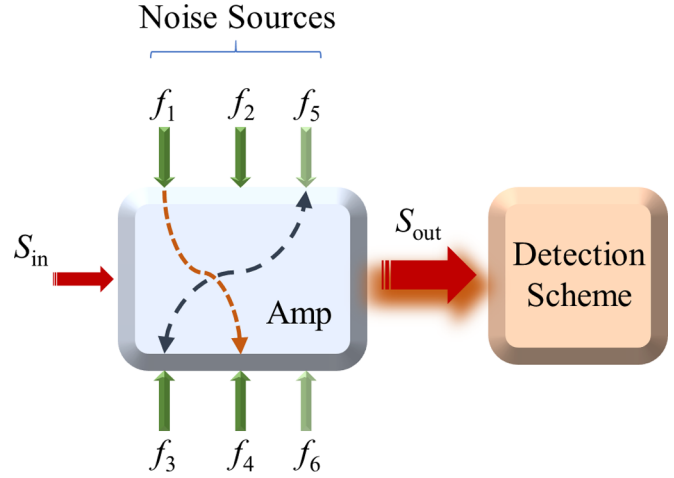 Noise Sources
f1 f2 f5
Sin
Sout
Amp
Detection
Scheme
f3 f4 f6